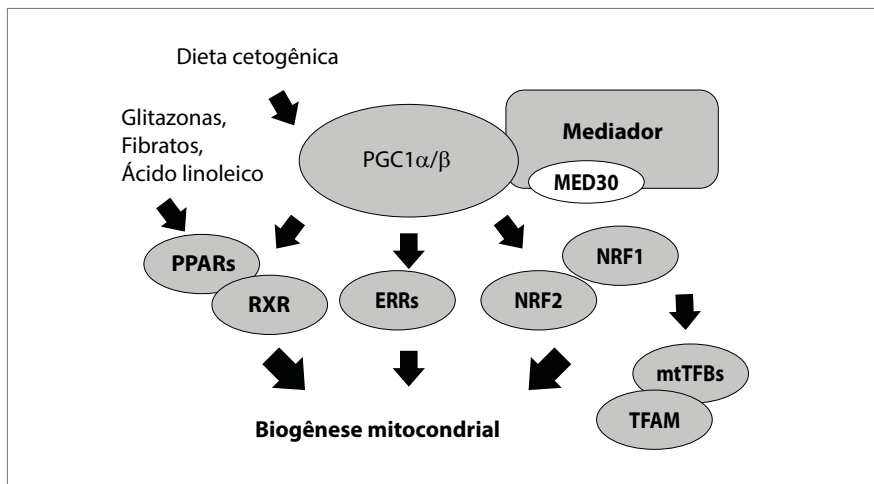 Dieta cetogênica
Glitazonas,
Fibratos,
Ácido linoleico
PGC1α/β
Mediador
MED30
PPARs
RXR
ERRs
NRF1
NRF2
mtTFBs
TFAM
Biogênese mitocondrial